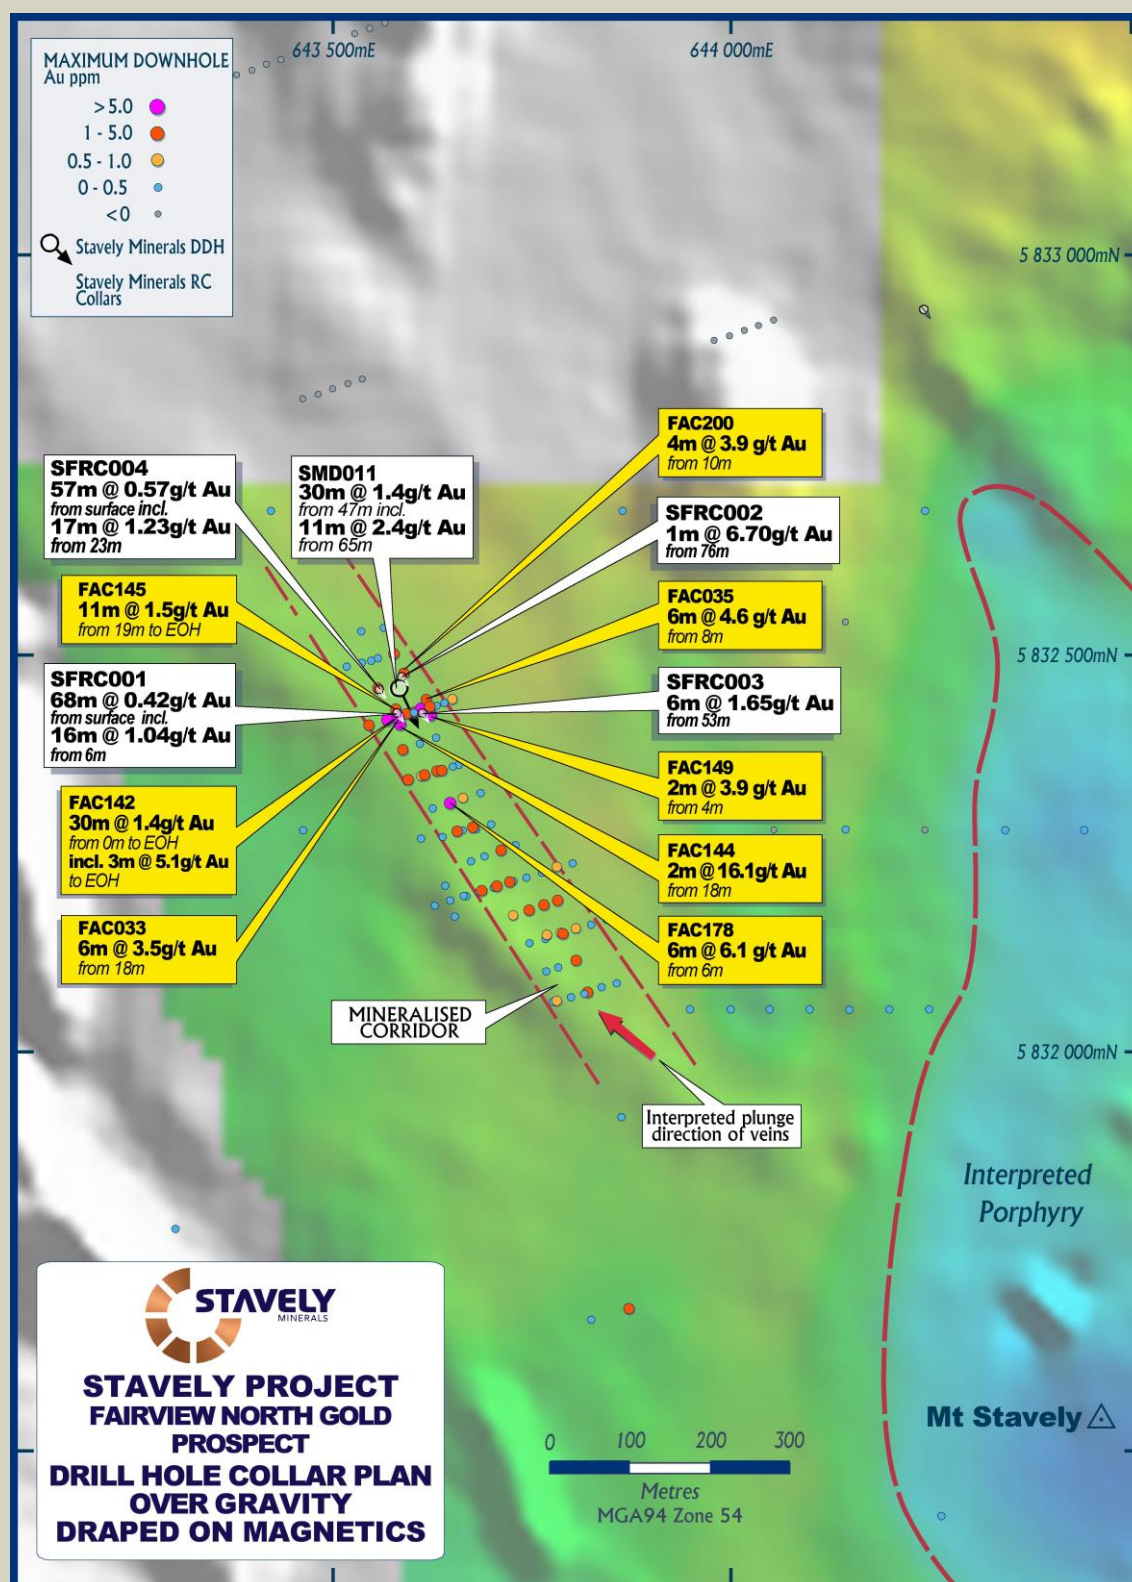 643 500mE
644 000mE
MAXIMUM DOWNHOLE
Au ppm
>5.0
1 - 5.0
0.5 - 1.0
0 - 0.5
<0
Stavely Minerals DDH
Stavely Minerals RC
Collars
5 833 000mN
FAC200
4m @ 3.9 g/t Au
from 10m
SFRC004
57m @ 0.57g/t Au
from surface incl.
17m @ 1.23g/t Au
from 23m
SMD011
30m @ 1.4g/t Au
from 47m incl.
11m @ 2.4g/t Au
from 65m
SFRC002
1m @ 6.70g/t Au
from 76m
FAC145
11m @ 1.5g/t Au
from 19m to EOH
FAC035
6m @ 4.6 g/t Au
from 8m
5 832 500mN
SFRC001
68m @ 0.42g/t Au
from surface incl.
16m @ 1.04g/t Au
from 6m
SFRC003
6m @ 1.65g/t Au
from 53m
FAC149
2m @ 3.9 g/t Au
from 4m
FAC142
30m @ 1.4g/t Au
from 0m to EOH
incl. 3m @ 5.1g/t Au
to EOH
FAC144
2m @ 16.1g/t Au
from 18m
FAC033
6m @ 3.5g/t Au
from 18m
FAC178
6m @ 6.1 g/t Au
from 6m
MINERALISED
CORRIDOR
5 832 000mN
Interpreted plunge
direction of veins
Interpreted
Porphyry
STAVELY
MINERALS
STAVELY PROJECT
FAIRVIEW NORTH GOLD
PROSPECT
DRILL HOLE COLLAR PLAN
OVER GRAVITY
DRAPED ON MAGNETICS
Mt Stavely
0 100 200 300
Metres
MGA94 Zone 54